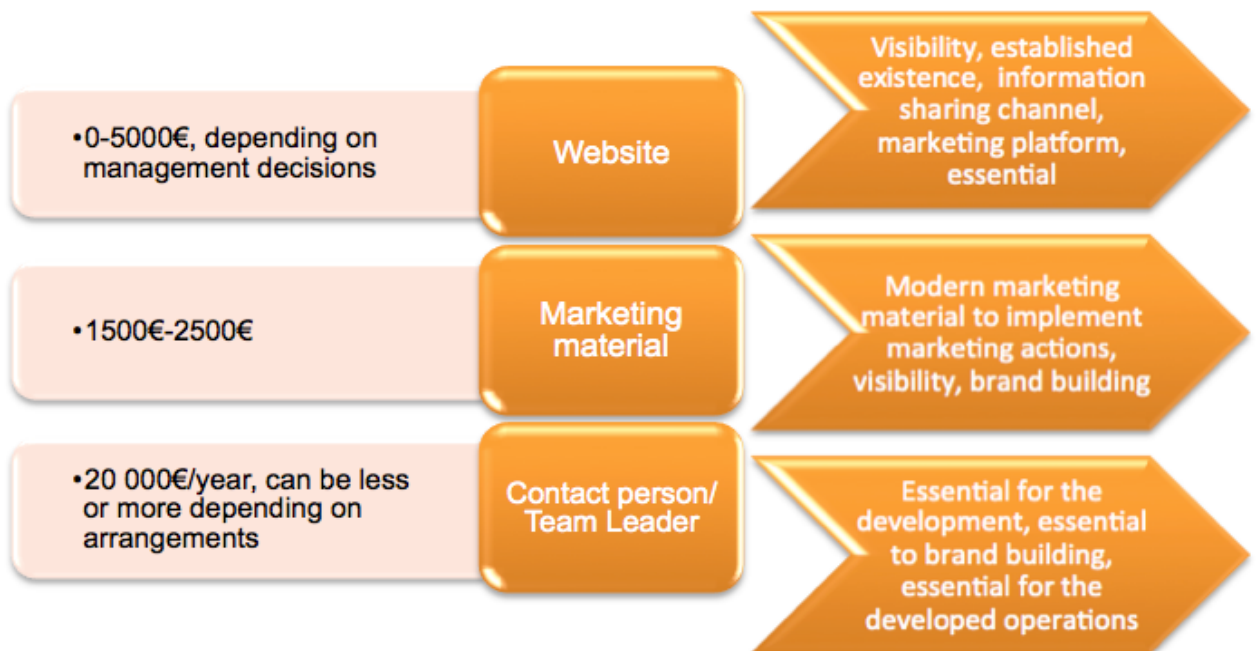 •0-5000€, depending on
management decisions
Website
Visibility, established
existence,  information
sharing channel,
marketing platform,
essential
•1500€-2500€
Marketing
material
Modern marketing
material to implement
marketing actions,
visibility, brand building
•20 000€/year, can be less
or more depending on
arrangements
Contact person/
Team Leader
Essential for the
development, essential
to brand building,
essential for the
developed operations